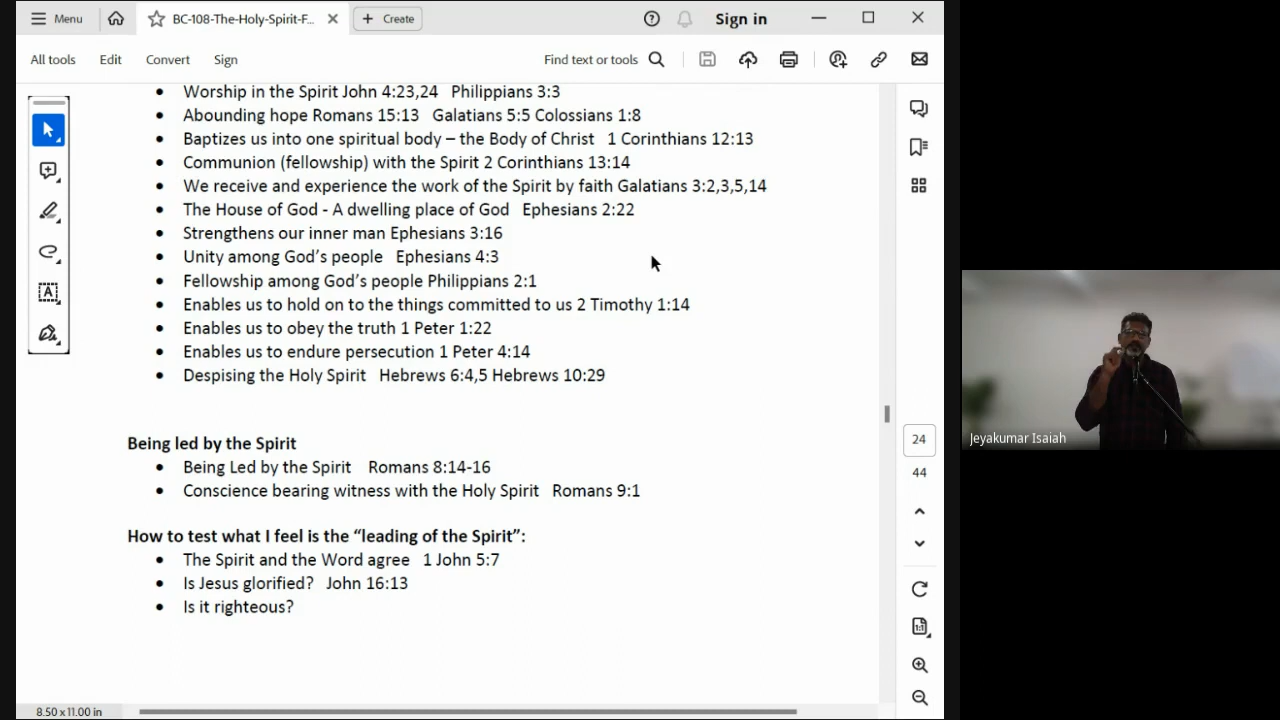 Menu
BC-108-The-Holy-Spirit-F...
Create
Sign in
All tools
Edit
Convert
Sign
Find text or tools
• Worship in the Spirit John 4:23,24 Philippians 3:3
• Abounding hope Romans 15:13 Galatians 5:5 Colossians 1:8
• Baptizes us into one spiritual body – the Body of Christ 1 Corinthians 12:13
• Communion (fellowship) with the Spirit 2 Corinthians 13:14
• We receive and experience the work of the Spirit by faith Galatians 3:2,3,5,14
• The House of God - A dwelling place of God Ephesians 2:22
• Strengthens our inner man Ephesians 3:16
• Unity among God's people Ephesians 4:3
• Fellowship among God's people Philippians 2:1
• Enables us to hold on to the things committed to us 2 Timothy 1:14
• Enables us to obey the truth 1 Peter 1:22
• Enables us to endure persecution 1 Peter 4:14
• Despising the Holy Spirit Hebrews 6:4,5 Hebrews 10:29
Being led by the Spirit
• Being Led by the Spirit Romans 8:14-16
• Conscience bearing witness with the Holy Spirit Romans 9:1
How to test what I feel is the “leading of the Spirit”:
• The Spirit and the Word agree 1 John 5:7
• Is Jesus glorified? John 16:13
• Is it righteous?
24
44
8.50 x 11.00 in
Jeyakumar Isaiah